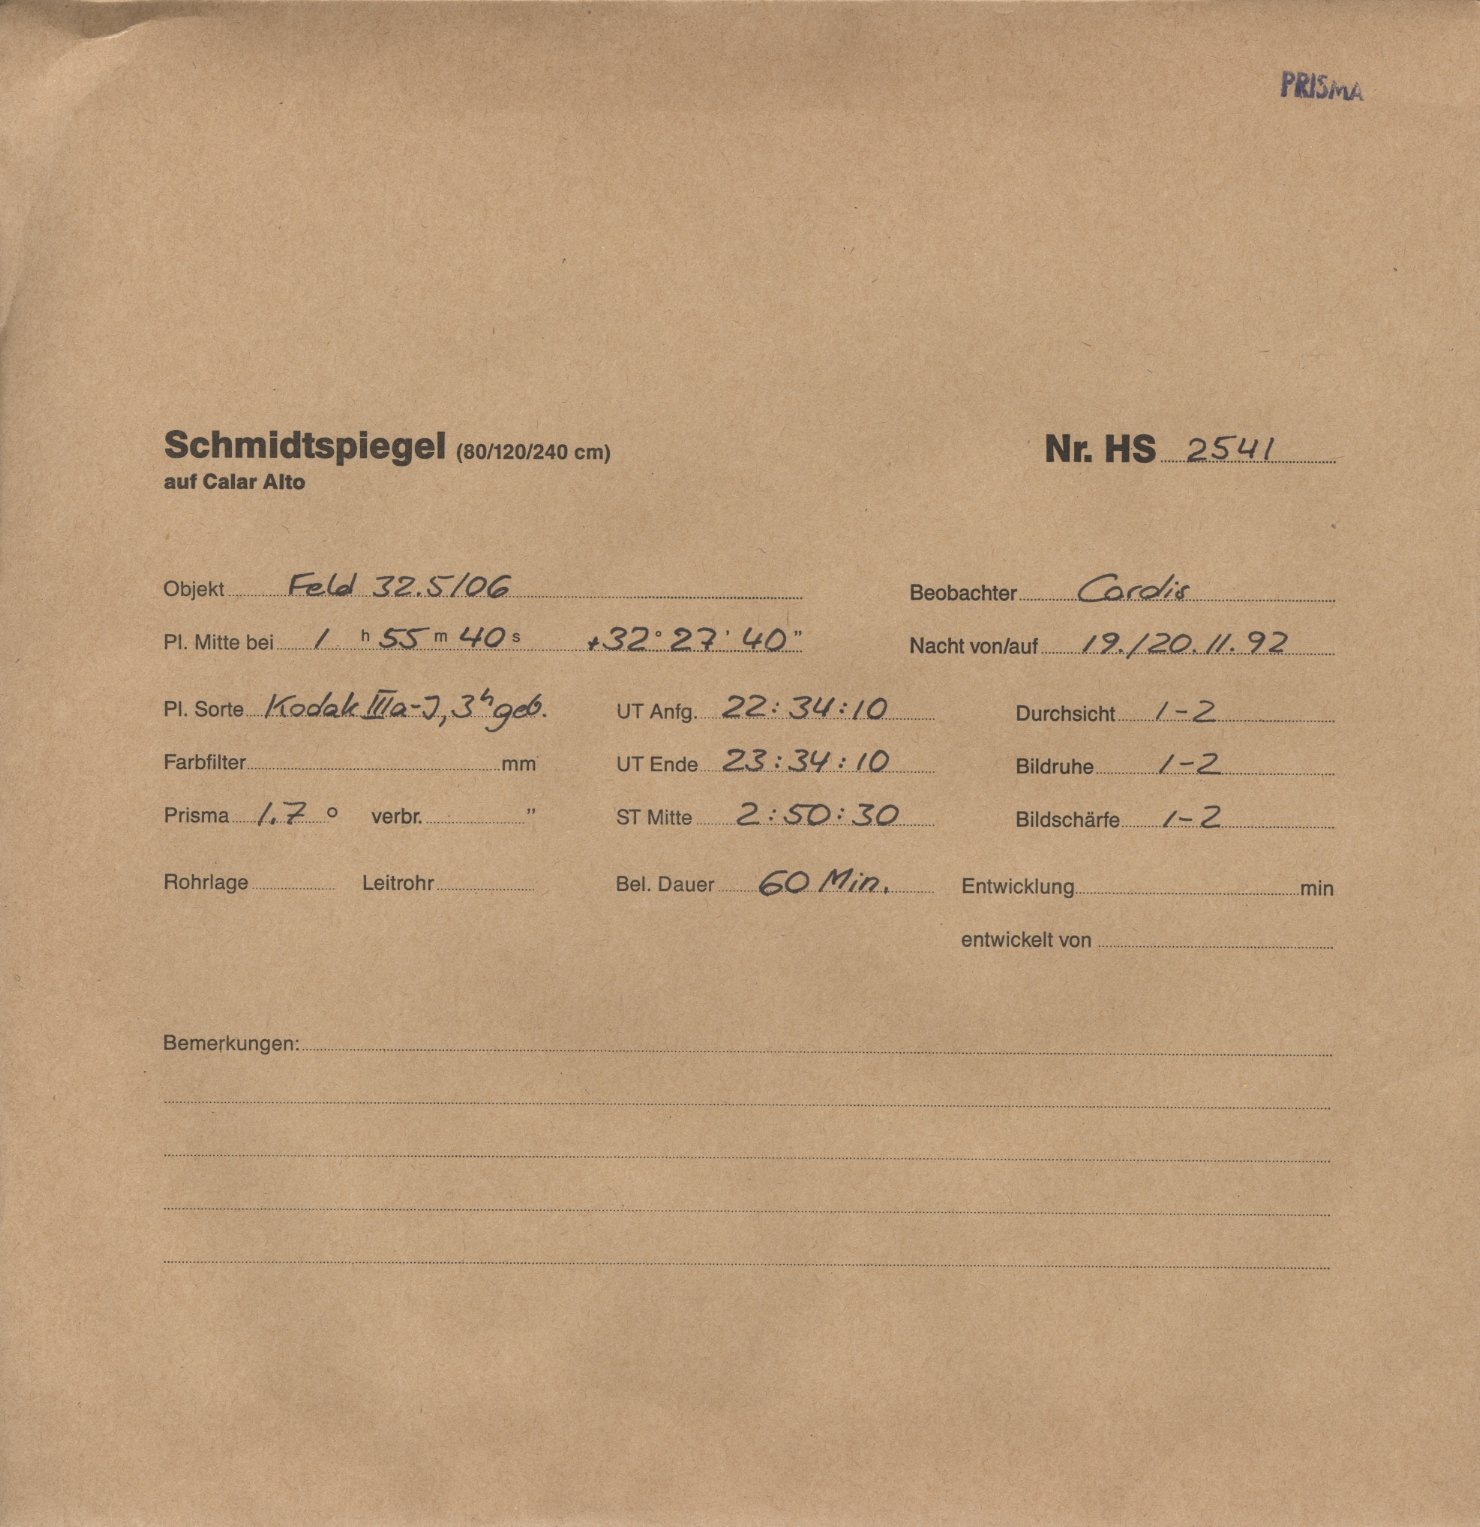 PRISMA
Schmidtspiegel (80/120/240 cm)
auf Calar Alto
Nr. HS 2541
Objekt Feld 32.5/06
Beobachter Cordis
Pl. Mitte bei 1 h 55 m 40 s +32° 27' 40"
Nacht von/auf 19./20.11.92
Pl. Sorte Kodak IIIa-J, 3h geb.
UT Anfg. 22:34:10
Durchsicht 1-2
Farbfilter mm
UT Ende 23:34:10
Bildruhe 1-2
Prisma 1.7 ° verbr. "
ST Mitte 2:50:30
Bildschärfe 1-2
Rohrlage Leitrohr
Bel. Dauer 60 Min.
Entwicklung min
entwickelt von
Bemerkungen: